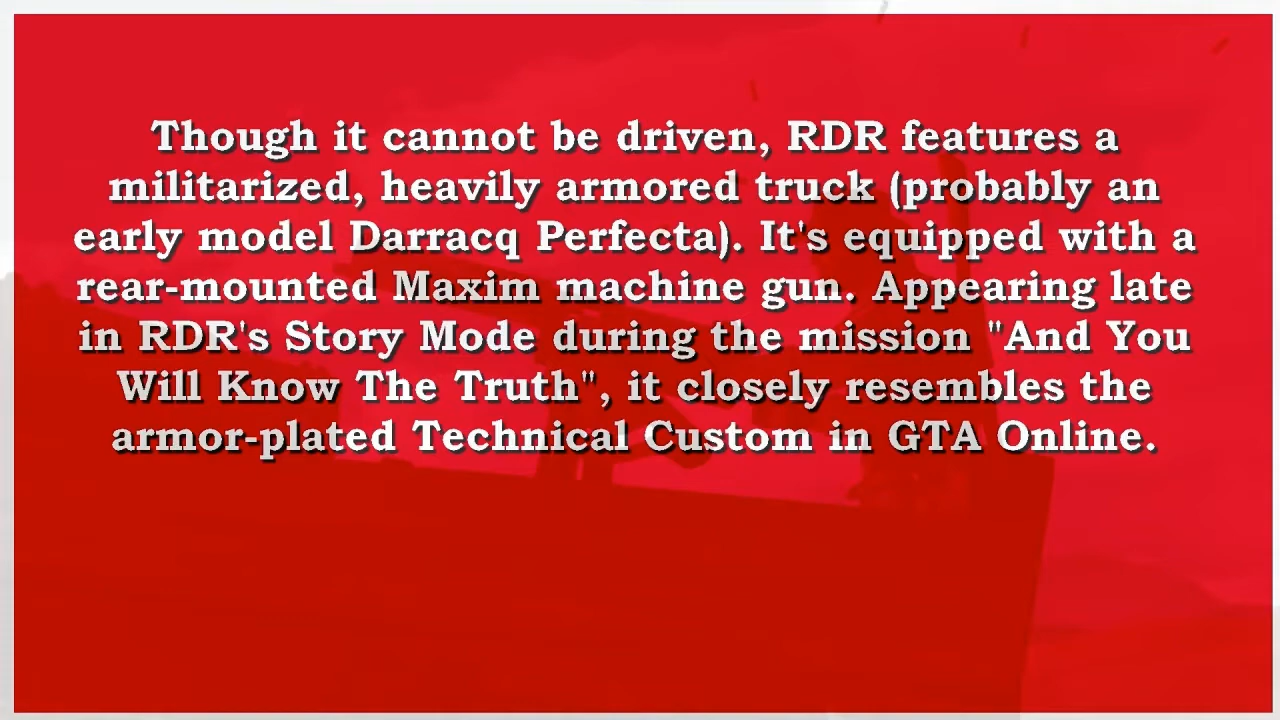 Though it cannot be driven, RDR features a
militarized, heavily armored truck (probably an
early model Darracq Perfecta). It's equipped with a
rear-mounted Maxim machine gun. Appearing late
in RDR's Story Mode during the mission "And You
Will Know The Truth", it closely resembles the
armor-plated Technical Custom in GTA Online.